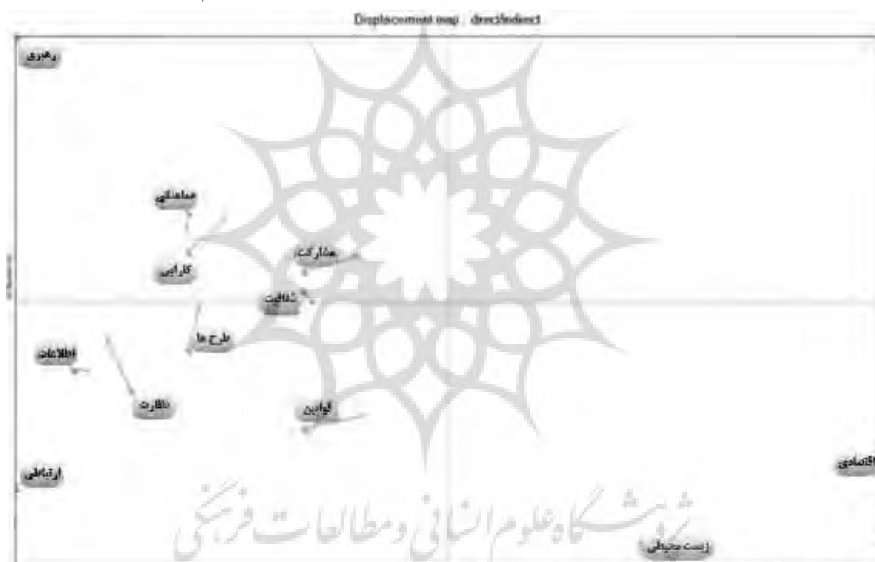 Displacement map : direct/indirect
رهبری
هماهنگی
مشارکت
کارایی
شفافیت
طرح ها
اطلاعات
نظارت
قوانین
ارتباطی
اقتصادی
زیست محیطی
پژوهشگاه علوم انسانی و مطالعات فرهنگی